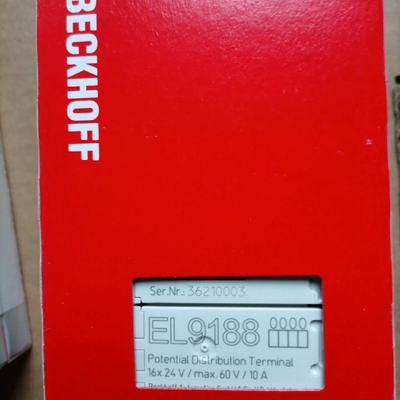 BECKHOFF
Ser.Nr.: 36210003
EL9188
Potential Distribution Terminal
16x 24 V / max. 60 V / 10 A